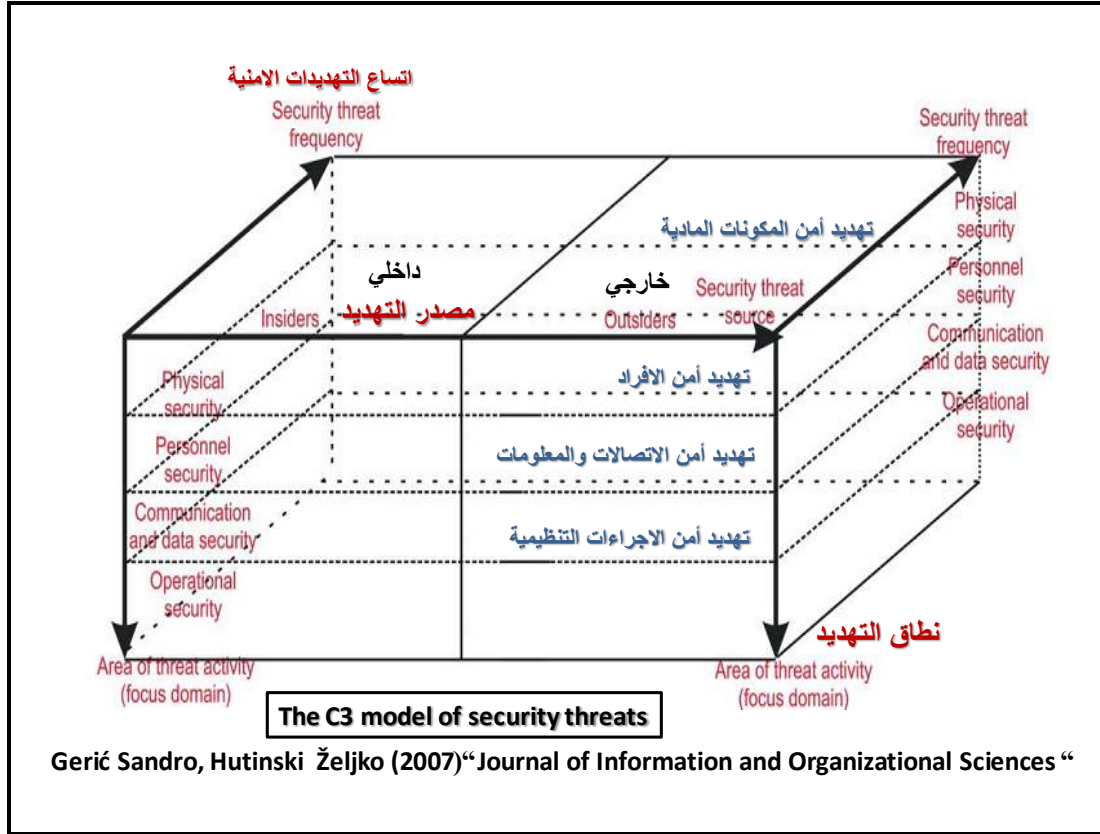 اتساع التهديدات الامنية
Security threat
frequency
Security threat
frequency
Physical
security
تهديد أمن المكونات المادية
Personnel
security
داخلي
خارجي
Security threat
source
Insiders
مصدر التهديد
Outsiders
Communication
and data security
Physical
security
تهديد أمن الافراد
Operational
security
Personnel
security
تهديد أمن الاتصالات والمعلومات
Communication
and data security
تهديد أمن الاجراءات التنظيمية
Operational
security
نطاق التهديد
Area of threat activity
(focus domain)
Area of threat activity
(focus domain)
The C3 model of security threats
Gerić Sandro, Hutinski Željko (2007)“Journal of Information and Organizational Sciences “